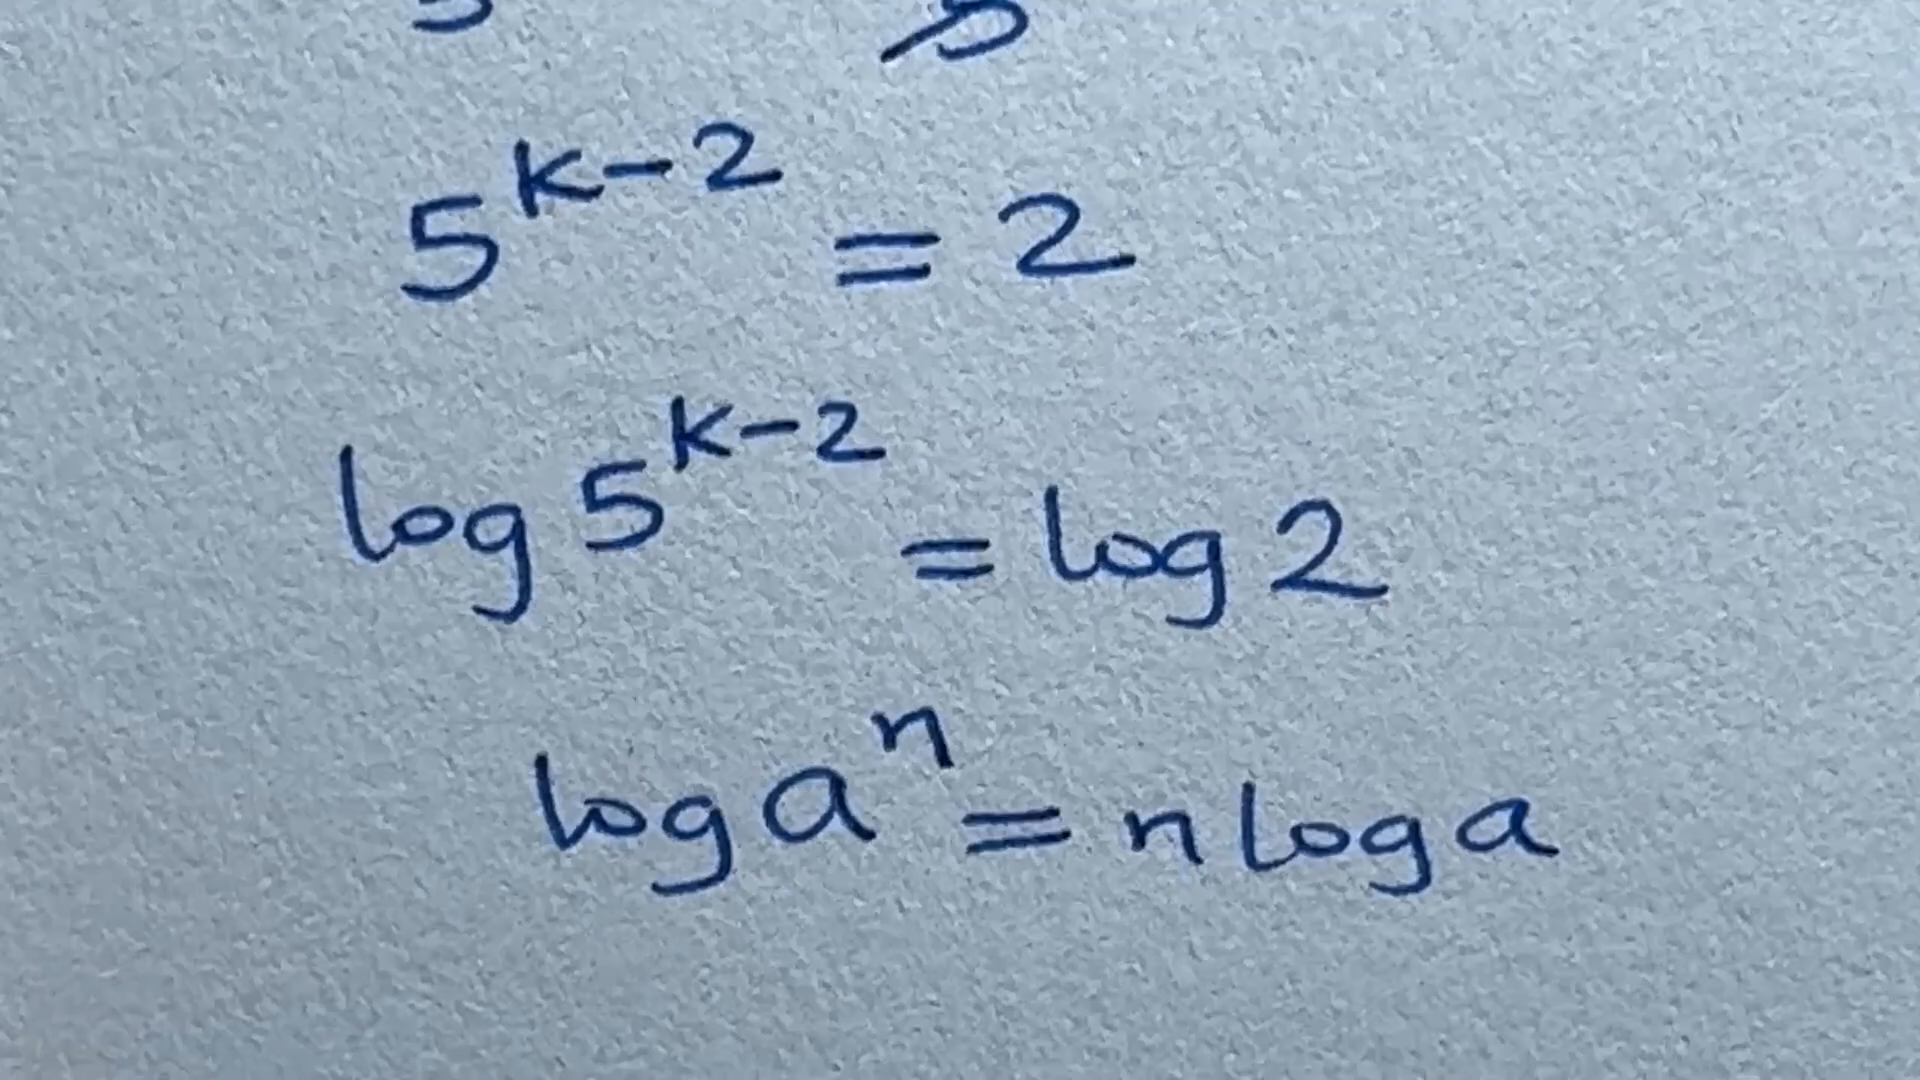 5^{k-2} = 2
log 5^{k-2} = log 2
log a^n = n log a